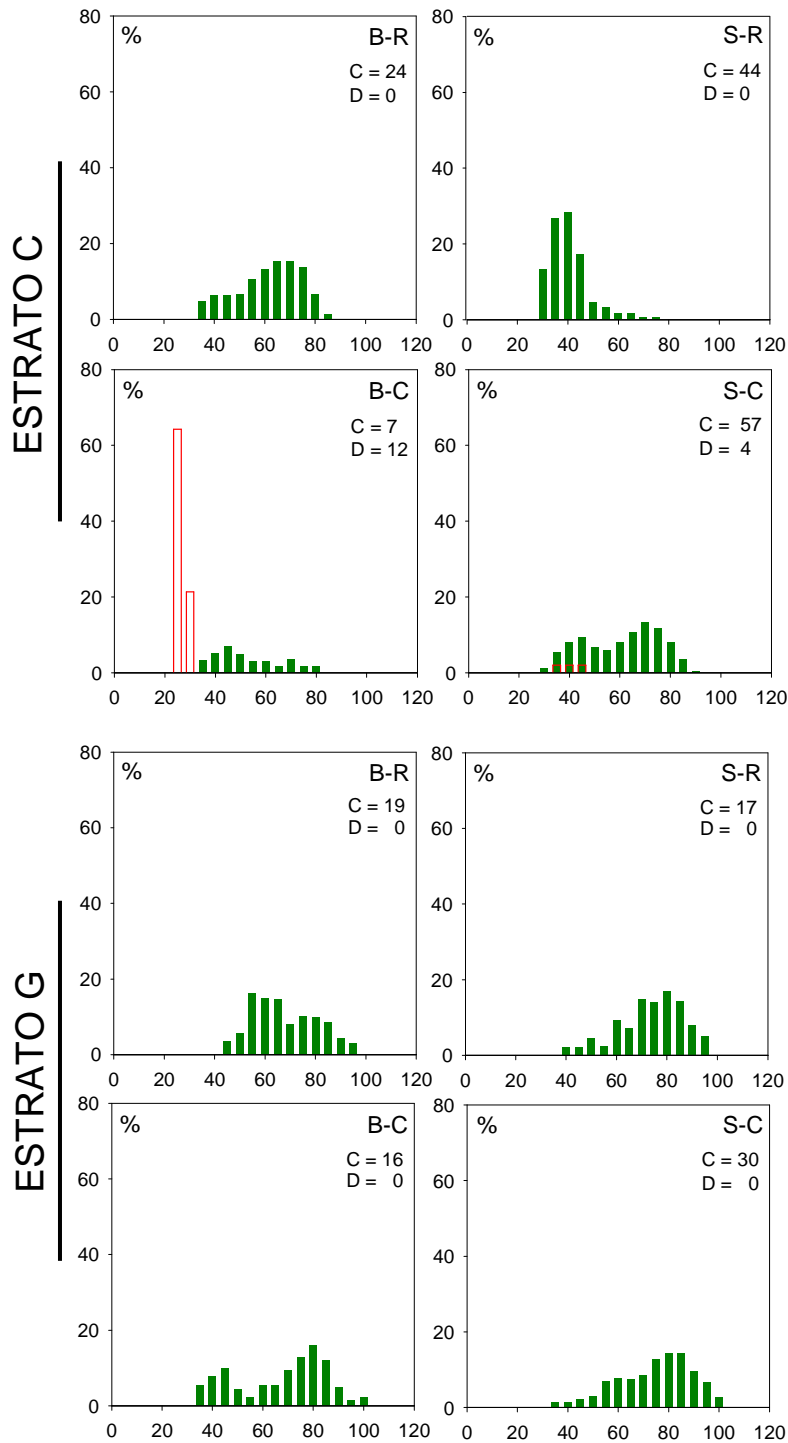 ESTRATO C
80
%
B-R
C = 24
D = 0
60
40
20
0
0 20 40 60 80 100 120
80
%
S-R
C = 44
D = 0
60
40
20
0
0 20 40 60 80 100 120
80
%
B-C
C = 7
D = 12
60
40
20
0
0 20 40 60 80 100 120
80
%
S-C
C = 57
D = 4
60
40
20
0
0 20 40 60 80 100 120
ESTRATO G
80
%
B-R
C = 19
D = 0
60
40
20
0
0 20 40 60 80 100 120
80
%
S-R
C = 17
D = 0
60
40
20
0
0 20 40 60 80 100 120
80
%
B-C
C = 16
D = 0
60
40
20
0
0 20 40 60 80 100 120
80
%
S-C
C = 30
D = 0
60
40
20
0
0 20 40 60 80 100 120